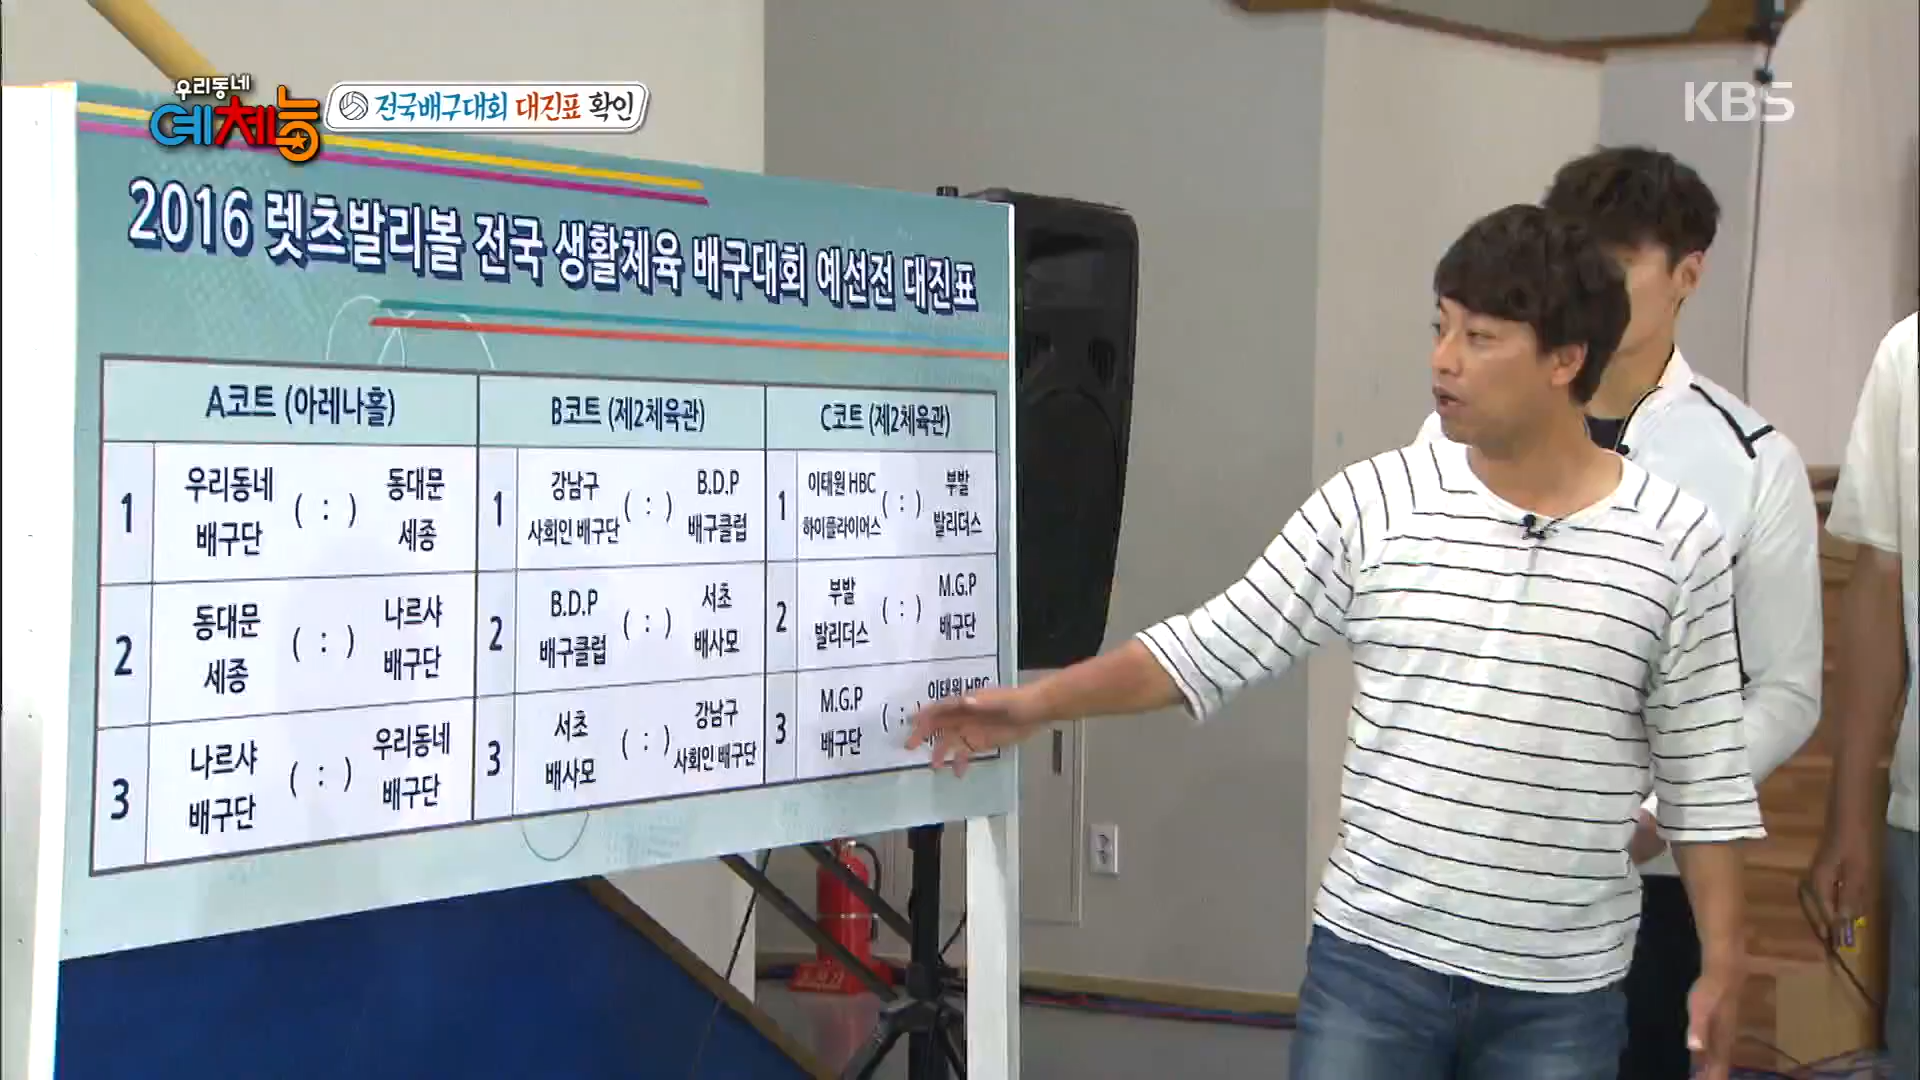 우리동네
예체능
전국배구대회 대진표 확인
KBS
2016 렛츠발리볼 전국 생활체육 배구대회 예선전 대진표
A코트 (아레나홀)
B코트 (제2체육관)
C코트 (제2체육관)
1
우리동네
배구단
( : )
동대문
세종
1
강남구
사회인 배구단
( : )
B.D.P
배구클럽
1
이태원 HBC
하이플라이어스
( : )
부발
발리더스
2
동대문
세종
( : )
나르샤
배구단
2
B.D.P
배구클럽
( : )
서초
배사모
2
부발
발리더스
( : )
M.G.P
배구단
3
나르샤
배구단
( : )
우리동네
배구단
3
서초
배사모
( : )
강남구
사회인 배구단
3
M.G.P
배구단
( :
이태원 HBC